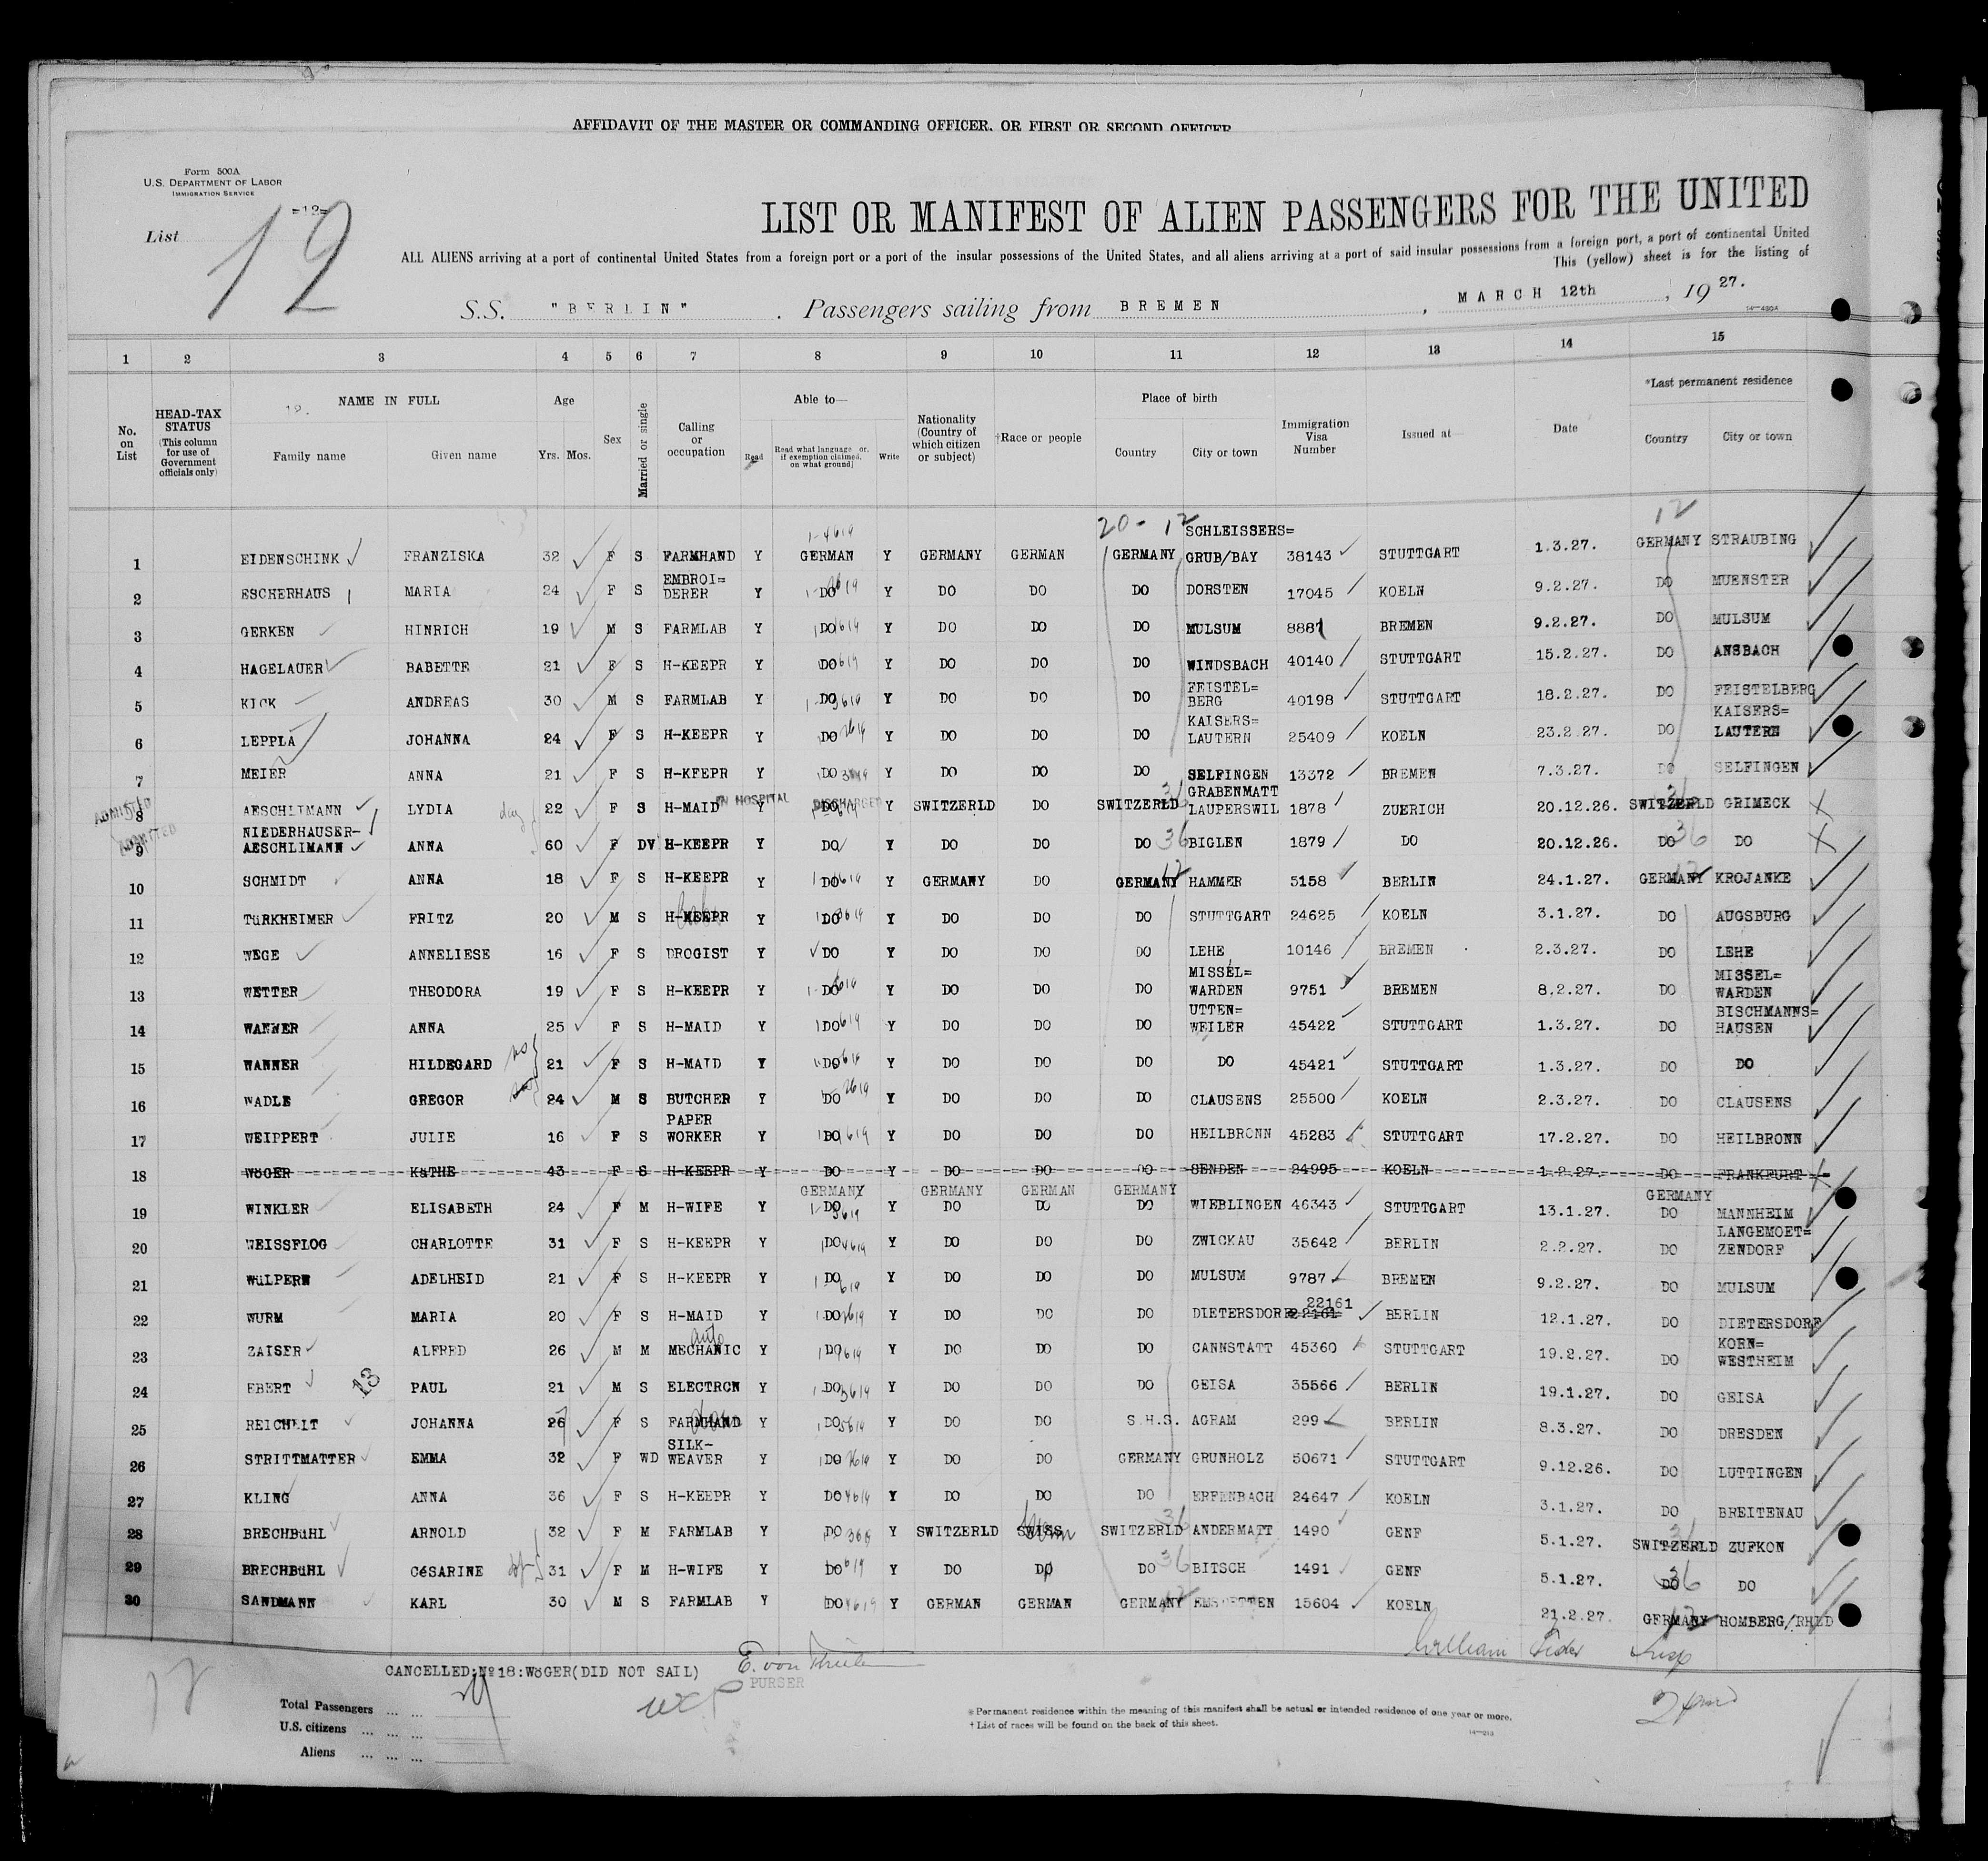 AFFIDAVIT OF THE MASTER OR COMMANDING OFFICER, OR FIRST OR SECOND OFFICER
Form 500A
U.S. DEPARTMENT OF LABOR
IMMIGRATION SERVICE
-12-
List 12
LIST OR MANIFEST OF ALIEN PASSENGERS FOR THE UNITED
ALL ALIENS arriving at a port of continental United States from a foreign port or a port of the insular possessions of the United States, and all aliens arriving at a port of said insular possessions from a foreign port, a port of continental United
This (yellow) sheet is for the listing of
S.S. "BERLIN" . Passengers sailing from BREMEN , MARCH 12th , 19 27.
14—430A
1 2 3 4 5 6 7 8 9 10 11 12 13 14 15
No. on List
HEAD-TAX STATUS (This column for use of Government officials only)
12.
NAME IN FULL Family name Given name
Age Yrs. Mos.
Sex
Married or single
Calling or occupation
Able to— Read Read what language or, if exemption claimed, on what ground] Write
Nationality (Country of which citizen or subject)
†Race or people
Place of birth Country City or town
Immigration Visa Number
Issued at—
Date
*Last permanent residence Country City or town
20- 12 12
1 EIDENSCHINK FRANZISKA 32 F S FARMHAND Y GERMAN Y GERMANY GERMAN GERMANY SCHLEISSERS= GRUB/BAY 38143 STUTTGART 1.3.27. GERMANY STRAUBING
2 ESCHERHAUS MARIA 24 F S EMBROI= DERER Y DO Y DO DO DO DORSTEN 17045 KOELN 9.2.27. DO MUENSTER
3 GERKEN HINRICH 19 M S FARMLAB Y DO Y DO DO DO MULSUM 8887 BREMEN 9.2.27. DO MULSUM
4 HAGELAUER BABETTE 21 F S H-KEEPR Y DO Y DO DO DO WINDSBACH 40140 STUTTGART 15.2.27. DO ANSBACH
5 KICK ANDREAS 30 M S FARMLAB Y DO Y DO DO DO FEISTEL= BERG 40198 STUTTGART 18.2.27. DO FEISTELBERG
6 LEPPLA JOHANNA 24 F S H-KEEPR Y DO Y DO DO DO KAISERS= LAUTERN 25409 KOELN 23.2.27. DO KAISERS= LAUTERN
7 MEIER ANNA 21 F S H-KEEPR Y DO Y DO DO DO SELFINGEN 13372 BREMEN 7.3.27. DO SELFINGEN
ADMITTED IN HOSPITAL DISCHARGED
8 AESCHLIMANN LYDIA 22 F S H-MAID Y DO Y SWITZERLD DO SWITZERLD GRABENMATT LAUPERSWIL 1878 ZUERICH 20.12.26. SWITZERLD GRIMECK
ADMITTED
9 NIEDERHAUSER- AESCHLIMANN ANNA 60 F DV H-KEEPR Y DO Y DO DO DO 36 BIGLEN 1879 DO 20.12.26. DO 36 DO
10 SCHMIDT ANNA 18 F S H-KEEPR Y DO Y GERMANY DO GERMANY HAMMER 5158 BERLIN 24.1.27. GERMANY KROJANKE
11 TüRKHEIMER FRITZ 20 M S H-KEEPR Y DO Y DO DO DO STUTTGART 24625 KOELN 3.1.27. DO AUGSBURG
12 WEGE ANNELIESE 16 F S DROGIST Y DO Y DO DO DO LEHE 10146 BREMEN 2.3.27. DO LEHE
13 WETTER THEODORA 19 F S H-KEEPR Y DO Y DO DO DO MISSEL= WARDEN 9751 BREMEN 8.2.27. DO MISSEL= WARDEN
14 WANNER ANNA 25 F S H-MAID Y DO Y DO DO DO UTTEN= WEILER 45422 STUTTGART 1.3.27. DO BISCHMANNS= HAUSEN
15 WANNER HILDEGARD 21 F S H-MAID Y DO Y DO DO DO DO 45421 STUTTGART 1.3.27. DO DO
16 WADLE GREGOR 24 M S BUTCHER Y DO Y DO DO DO CLAUSENS 25500 KOELN 2.3.27. DO CLAUSENS
17 WEIPPERT JULIE 16 F S PAPER WORKER Y DO Y DO DO DO HEILBRONN 45283 STUTTGART 17.2.27. DO HEILBRONN
18 WöGER KäTHE 43 F S H-KEEPR Y DO Y DO DO DO SENDEN 24995 KOELN 1.2.27. DO FRANKFURT
GERMANY GERMANY GERMAN GERMANY GERMANY
19 WINKLER ELISABETH 24 F M H-WIFE Y DO Y DO DO DO WIEBLINGEN 46343 STUTTGART 13.1.27. DO MANNHEIM
20 WEISSFLOG CHARLOTTE 31 F S H-KEEPR Y DO Y DO DO DO ZWICKAU 35642 BERLIN 2.2.27. DO LANGEMOET= ZENDORF
21 WüLPERN ADELHEID 21 F S H-KEEPR Y DO Y DO DO DO MULSUM 9787 BREMEN 9.2.27. DO MULSUM
22 WURM MARIA 20 F S H-MAID Y DO Y DO DO DO DIETERSDORF 22161 BERLIN 12.1.27. DO DIETERSDORF
23 ZAISER ALFRED 26 M M auto MECHANIC Y DO Y DO DO DO CANNSTATT 45360 STUTTGART 19.2.27. DO KORN= WESTHEIM
24 EBERT 13 PAUL 21 M S ELECTRCN Y DO Y DO DO DO GEISA 35566 BERLIN 19.1.27. DO GEISA
25 REICHELT JOHANNA 26 F S FARMHAND Y DO Y DO DO S.H.S. AGRAM 299 BERLIN 8.3.27. DO DRESDEN
26 STRITTMATTER EMMA 32 F WD SILK- WEAVER Y DO Y DO DO GERMANY GRUNHOLZ 50671 STUTTGART 9.12.26. DO LUTTINGEN
27 KLING ANNA 36 F S H-KEEPR Y DO Y DO DO DO ERFENBACH 24647 KOELN 3.1.27. DO BREITENAU
28 BRECHBüHL ARNOLD 32 F M FARMLAB Y DO Y SWITZERLD SWISS SWITZERLD ANDERMATT 1490 GENF 5.1.27. SWITZERLD ZUFKON
29 BRECHBüHL CéSARINE 31 F M H-WIFE Y DO Y DO DO DO 36 BITSCH 1491 GENF 5.1.27. DO 36 DO
30 SANDMANN KARL 30 M S FARMLAB Y DO Y GERMAN GERMAN GERMANY 15604 KOELN 21.2.27. GERMANY HOMBERG/RHLD
CANCELLED:№18:WöGER(DID NOT SAIL)
PURSER
Total Passengers ... ...
U.S. citizens ... ... ...
Aliens ... ... ...
* Permanent residence within the meaning of this manifest shall be actual or intended residence of one year or more.
† List of races will be found on the back of this sheet.